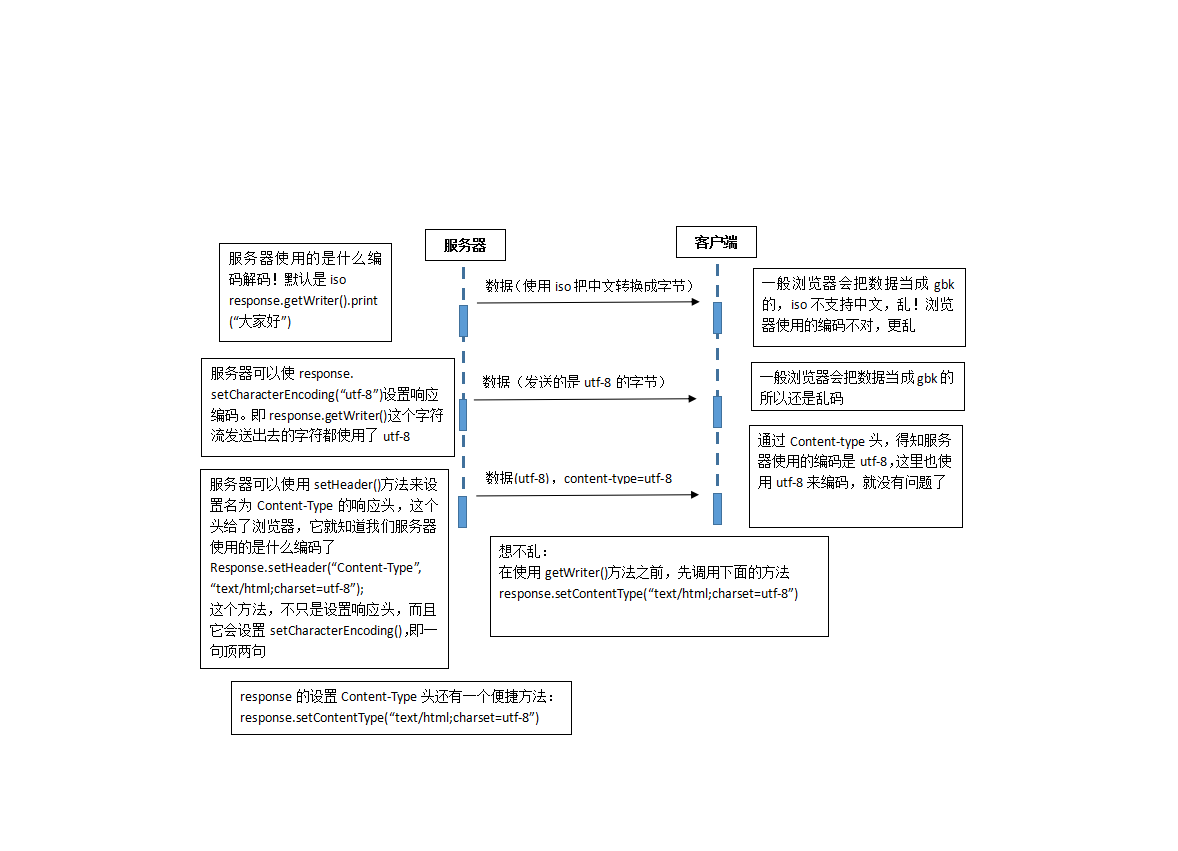 服务器
客户端
服务器使用的是什么编
码解码！默认是 iso
response.getWriter().print
(“大家好”)
数据（使用 iso 把中文转换成字节）
一般浏览器会把数据当成 gbk
的，iso 不支持中文，乱！浏览
器使用的编码不对，更乱
服务器可以使 response.
setCharacterEncoding(“utf-8”)设置响应
编码。即 response.getWriter()这个字符
流发送出去的字符都使用了 utf-8
数据（发送的是 utf-8 的字节）
一般浏览器会把数据当成 gbk 的
所以还是乱码
服务器可以使用 setHeader()方法来设
置名为 Content-Type 的响应头，这个
头给了浏览器，它就知道我们服务器
使用的是什么编码了
Response.setHeader(“Content-Type”,
“text/html;charset=utf-8”);
这个方法，不只是设置响应头，而且
它会设置 setCharacterEncoding()，即一
句顶两句
数据(utf-8)，content-type=utf-8
通过 Content-type 头，得知服务
器使用的编码是 utf-8，这里也使
用 utf-8 来编码，就没有问题了
想不乱：
在使用 getWriter()方法之前，先调用下面的方法
response.setContentType(“text/html;charset=utf-8”)
response 的设置 Content-Type 头还有一个便捷方法：
response.setContentType(“text/html;charset=utf-8”)